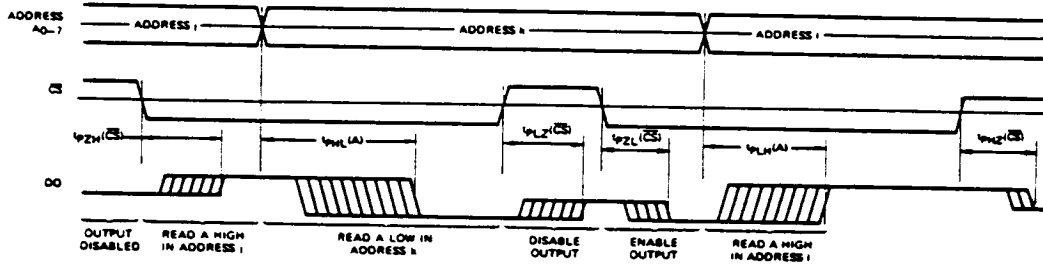 ADDRESS
A0–7
ADDRESS j
ADDRESS k
ADDRESS l
CS
tPZH(CS)
tPHL(A)
tPLZ(CS)
tPZL(CS)
tPLH(A)
tPHZ(CS)
DO
OUTPUT
DISABLED
READ A HIGH
IN ADDRESS j
READ A LOW IN
ADDRESS k
DISABLE
OUTPUT
ENABLE
OUTPUT
READ A HIGH
IN ADDRESS l